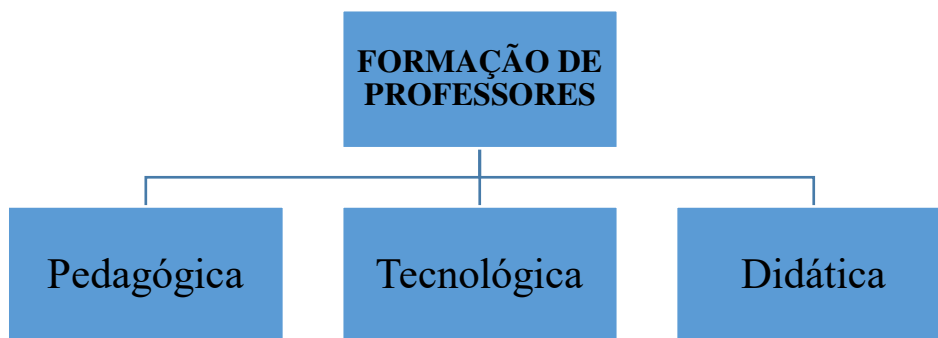 FORMAÇÃO DE
PROFESSORES
Pedagógica
Tecnológica
Didática